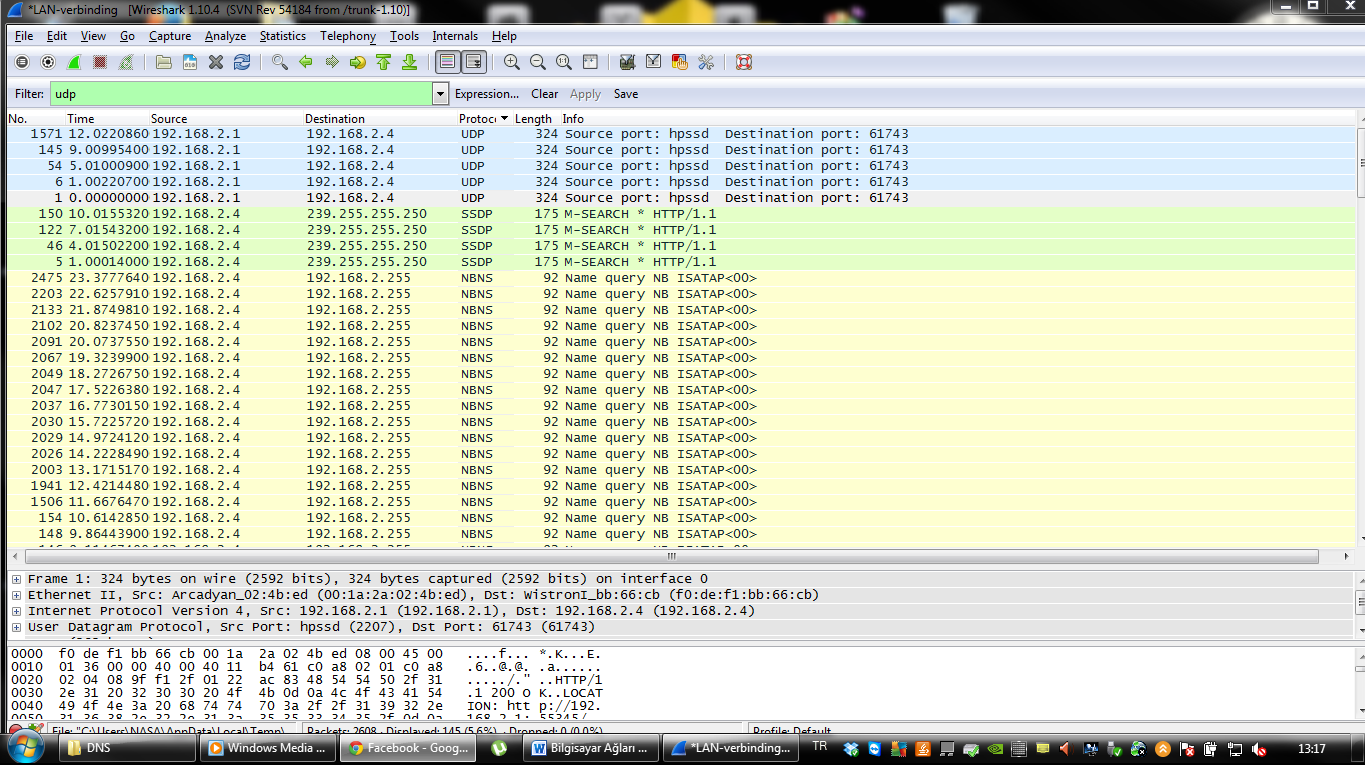 *LAN-verbinding [Wireshark 1.10.4 (SVN Rev 54184 from /trunk-1.10)]
File Edit View Go Capture Analyze Statistics Telephony Tools Internals Help
Filter: udp Expression... Clear Apply Save
No. Time Source Destination Protoc Length Info
1571 12.0220860 192.168.2.1 192.168.2.4 UDP 324 Source port: hpssd Destination port: 61743
145 9.00995400 192.168.2.1 192.168.2.4 UDP 324 Source port: hpssd Destination port: 61743
54 5.01000900 192.168.2.1 192.168.2.4 UDP 324 Source port: hpssd Destination port: 61743
6 1.00220700 192.168.2.1 192.168.2.4 UDP 324 Source port: hpssd Destination port: 61743
1 0.00000000 192.168.2.1 192.168.2.4 UDP 324 Source port: hpssd Destination port: 61743
150 10.0155320 192.168.2.4 239.255.255.250 SSDP 175 M-SEARCH * HTTP/1.1
122 7.01543200 192.168.2.4 239.255.255.250 SSDP 175 M-SEARCH * HTTP/1.1
46 4.01502200 192.168.2.4 239.255.255.250 SSDP 175 M-SEARCH * HTTP/1.1
5 1.00014000 192.168.2.4 239.255.255.250 SSDP 175 M-SEARCH * HTTP/1.1
2475 23.3777640 192.168.2.4 192.168.2.255 NBNS 92 Name query NB ISATAP<00>
2203 22.6257910 192.168.2.4 192.168.2.255 NBNS 92 Name query NB ISATAP<00>
2133 21.8749810 192.168.2.4 192.168.2.255 NBNS 92 Name query NB ISATAP<00>
2102 20.8237450 192.168.2.4 192.168.2.255 NBNS 92 Name query NB ISATAP<00>
2091 20.0737550 192.168.2.4 192.168.2.255 NBNS 92 Name query NB ISATAP<00>
2067 19.3239900 192.168.2.4 192.168.2.255 NBNS 92 Name query NB ISATAP<00>
2049 18.2726750 192.168.2.4 192.168.2.255 NBNS 92 Name query NB ISATAP<00>
2047 17.5226380 192.168.2.4 192.168.2.255 NBNS 92 Name query NB ISATAP<00>
2037 16.7730150 192.168.2.4 192.168.2.255 NBNS 92 Name query NB ISATAP<00>
2030 15.7225720 192.168.2.4 192.168.2.255 NBNS 92 Name query NB ISATAP<00>
2029 14.9724120 192.168.2.4 192.168.2.255 NBNS 92 Name query NB ISATAP<00>
2026 14.2228490 192.168.2.4 192.168.2.255 NBNS 92 Name query NB ISATAP<00>
2003 13.1715170 192.168.2.4 192.168.2.255 NBNS 92 Name query NB ISATAP<00>
1941 12.4214480 192.168.2.4 192.168.2.255 NBNS 92 Name query NB ISATAP<00>
1506 11.6676470 192.168.2.4 192.168.2.255 NBNS 92 Name query NB ISATAP<00>
154 10.6142850 192.168.2.4 192.168.2.255 NBNS 92 Name query NB ISATAP<00>
148 9.86443900 192.168.2.4 192.168.2.255 NBNS 92 Name query NB ISATAP<00>
Frame 1: 324 bytes on wire (2592 bits), 324 bytes captured (2592 bits) on interface 0
Ethernet II, Src: Arcadyan_02:4b:ed (00:1a:2a:02:4b:ed), Dst: WistronI_bb:66:cb (f0:de:f1:bb:66:cb)
Internet Protocol Version 4, Src: 192.168.2.1 (192.168.2.1), Dst: 192.168.2.4 (192.168.2.4)
User Datagram Protocol, Src Port: hpssd (2207), Dst Port: 61743 (61743)
0000 f0 de f1 bb 66 cb 00 1a 2a 02 4b ed 08 00 45 00 ....f... *.K...E.
0010 01 36 00 00 40 00 40 11 b4 61 c0 a8 02 01 c0 a8 .6..@.@. .a......
0020 02 04 08 9f f1 2f 01 22 ac 83 48 54 54 50 2f 31 ...../." ..HTTP/1
0030 2e 31 20 32 30 30 20 4f 4b 0d 0a 4c 4f 43 41 54 .1 200 O K..LOCAT
0040 49 4f 4e 3a 20 68 74 74 70 3a 2f 2f 31 39 32 2e ION: htt p://192.
0050 31 36 38 2e 32 2e 31 3a 35 35 33 34 35 2f 0d 0a 168.2.1: 55345/..
File: "C:\Users\NASA\AppData\Local\Temp\ Packets: 2608 · Displayed: 145 (5.6%) · Dropped: 0 (0.0%) Profile: Default
DNS Windows Media ... Facebook - Goog... Bilgisayar Ağları ... *LAN-verbinding... TR 13:17